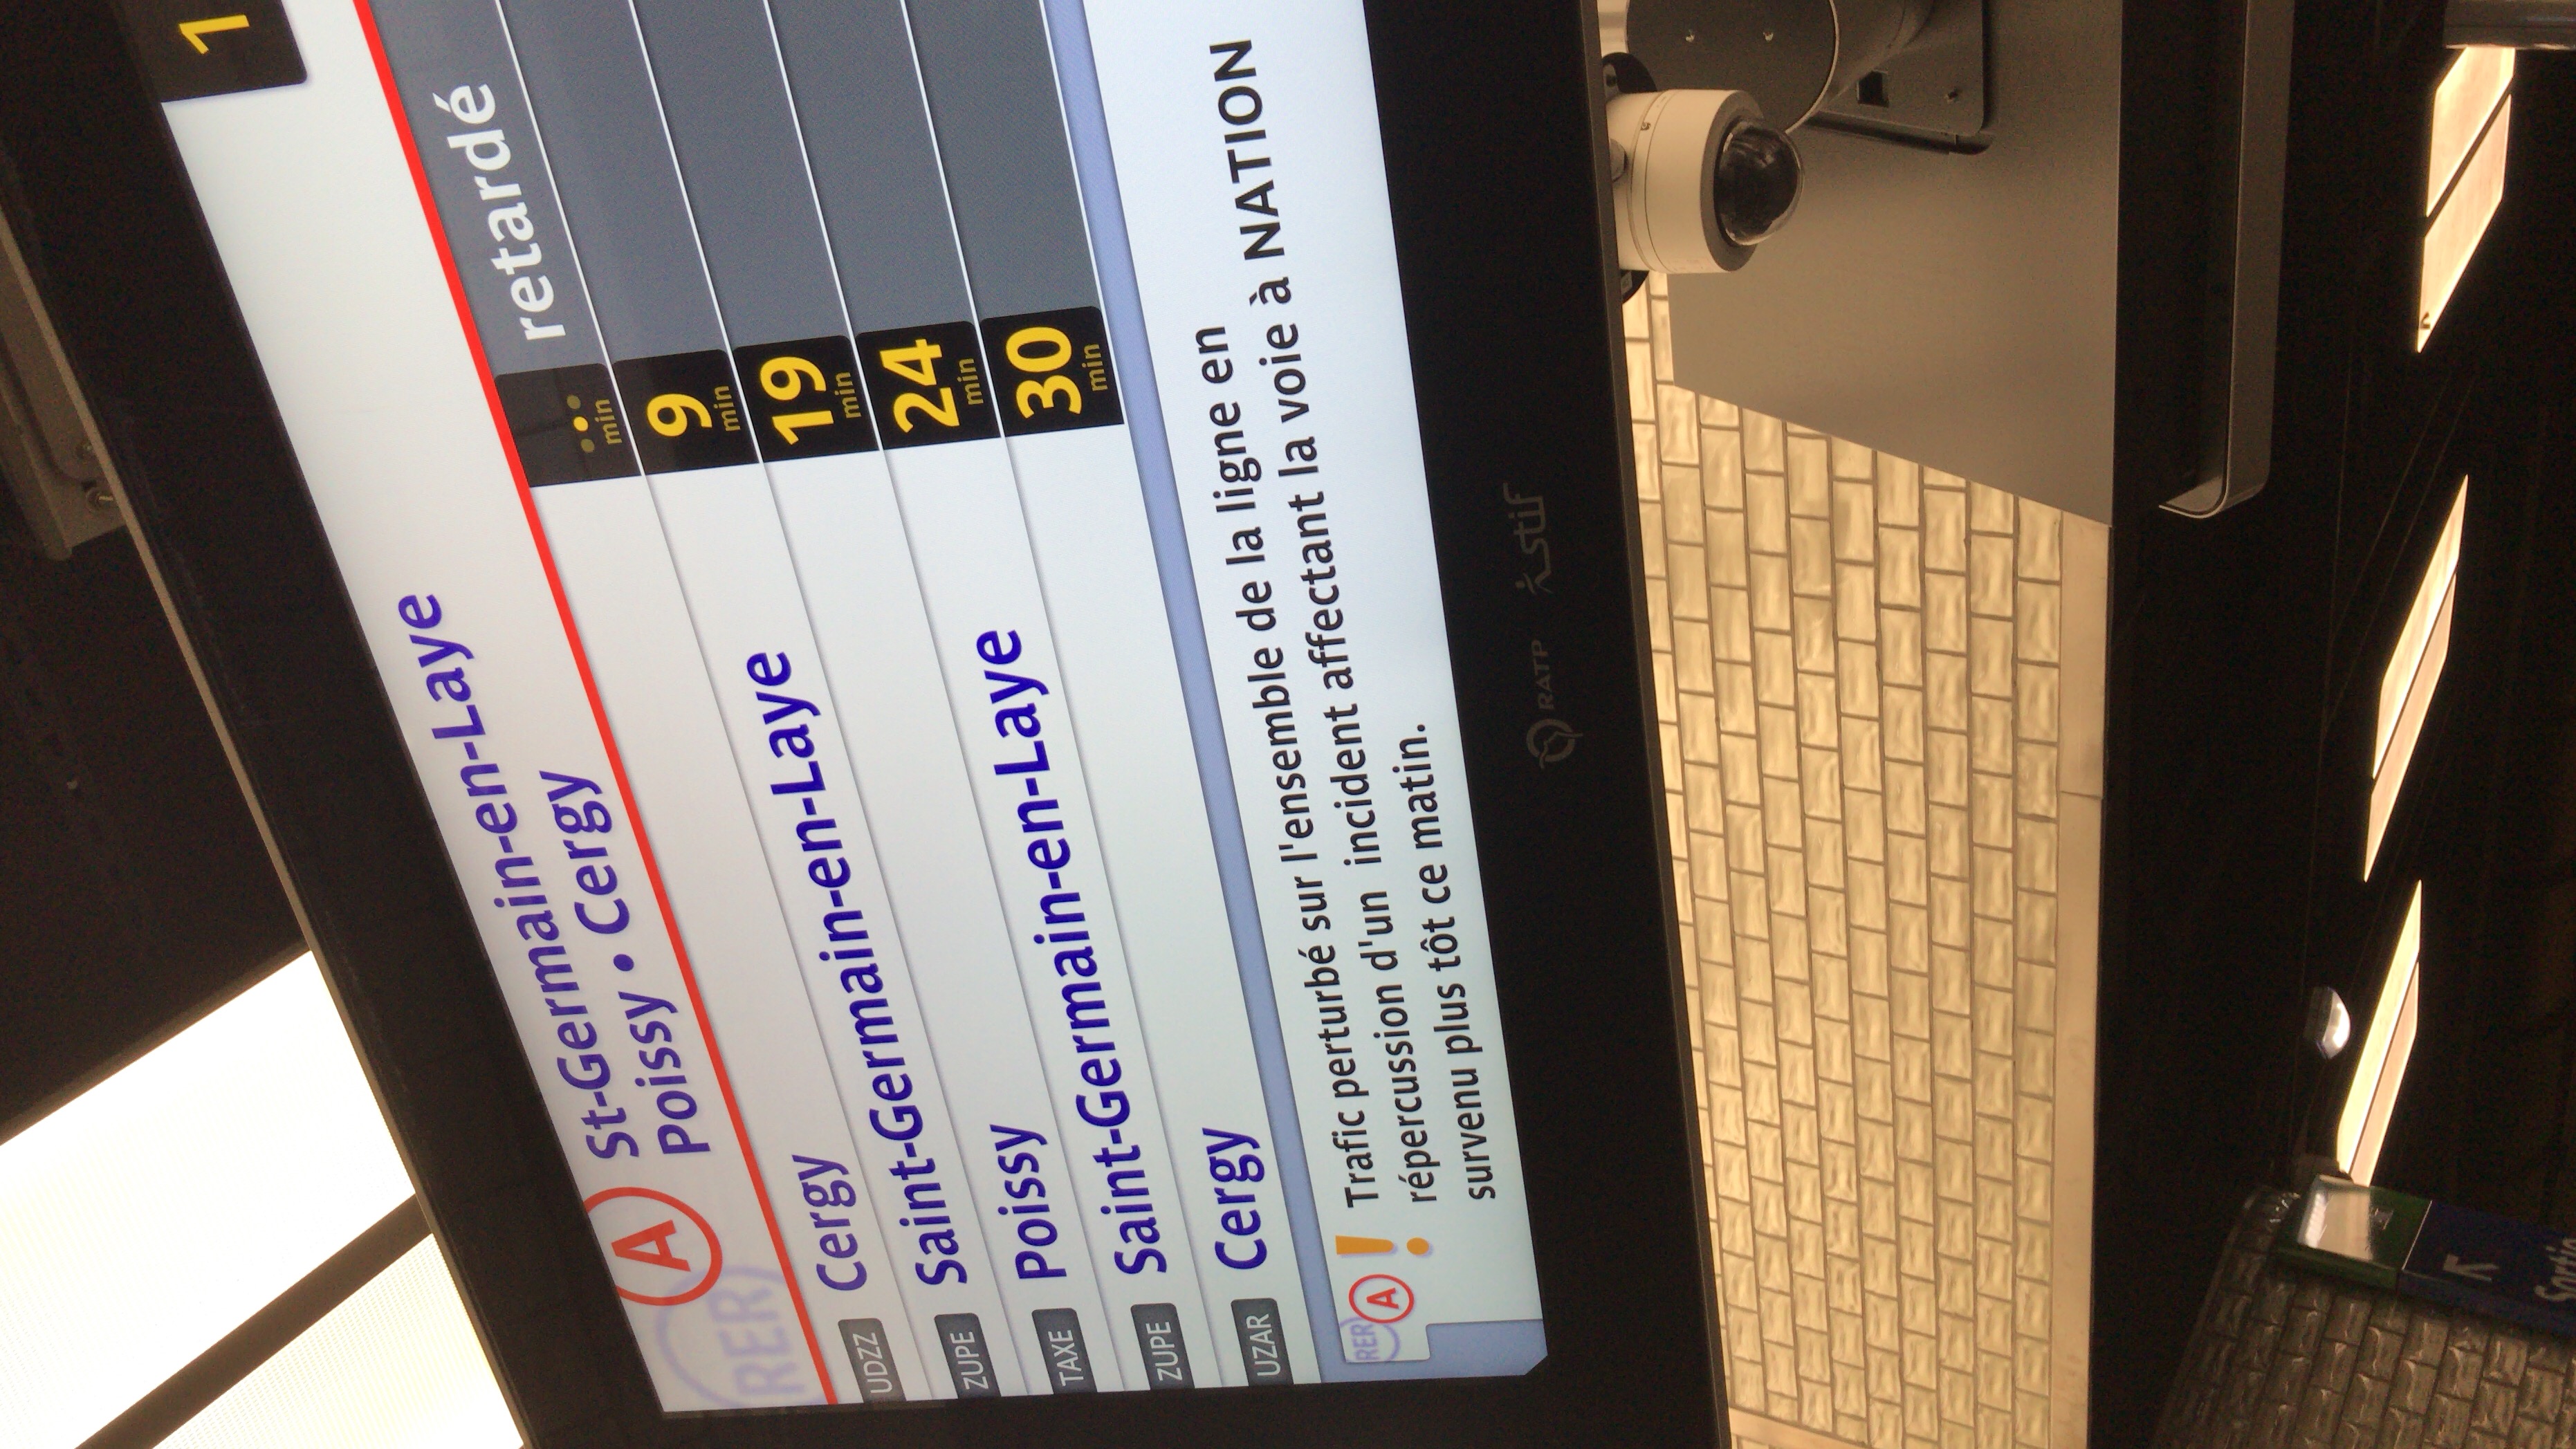 1
RER A St-Germain-en-Laye
Poissy • Cergy
UDZZ Cergy min retardé
ZUPE Saint-Germain-en-Laye 9 min
TAXE Poissy 19 min
ZUPE Saint-Germain-en-Laye 24 min
UZAR Cergy 30 min
RER A ! Trafic perturbé sur l'ensemble de la ligne en
répercussion d'un incident affectant la voie à NATION
survenu plus tôt ce matin.
RATP stif
Sortie